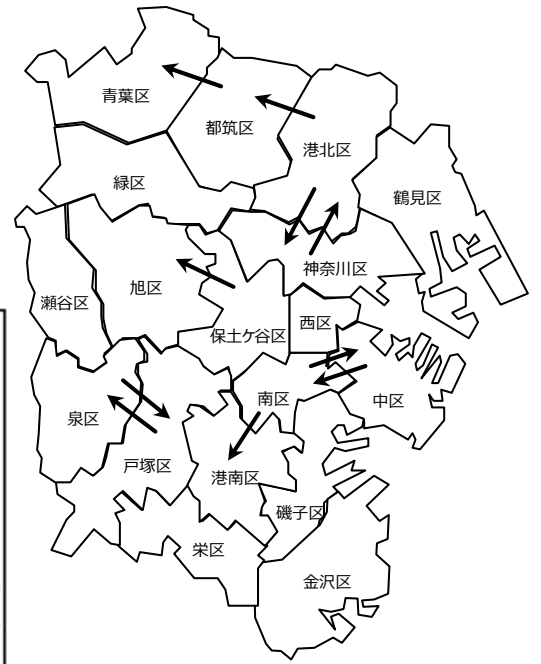 青葉区
都筑区
港北区
緑区
鶴見区
神奈川区
旭区
瀬谷区
西区
保土ケ谷区
南区
中区
泉区
戸塚区
港南区
磯子区
栄区
金沢区